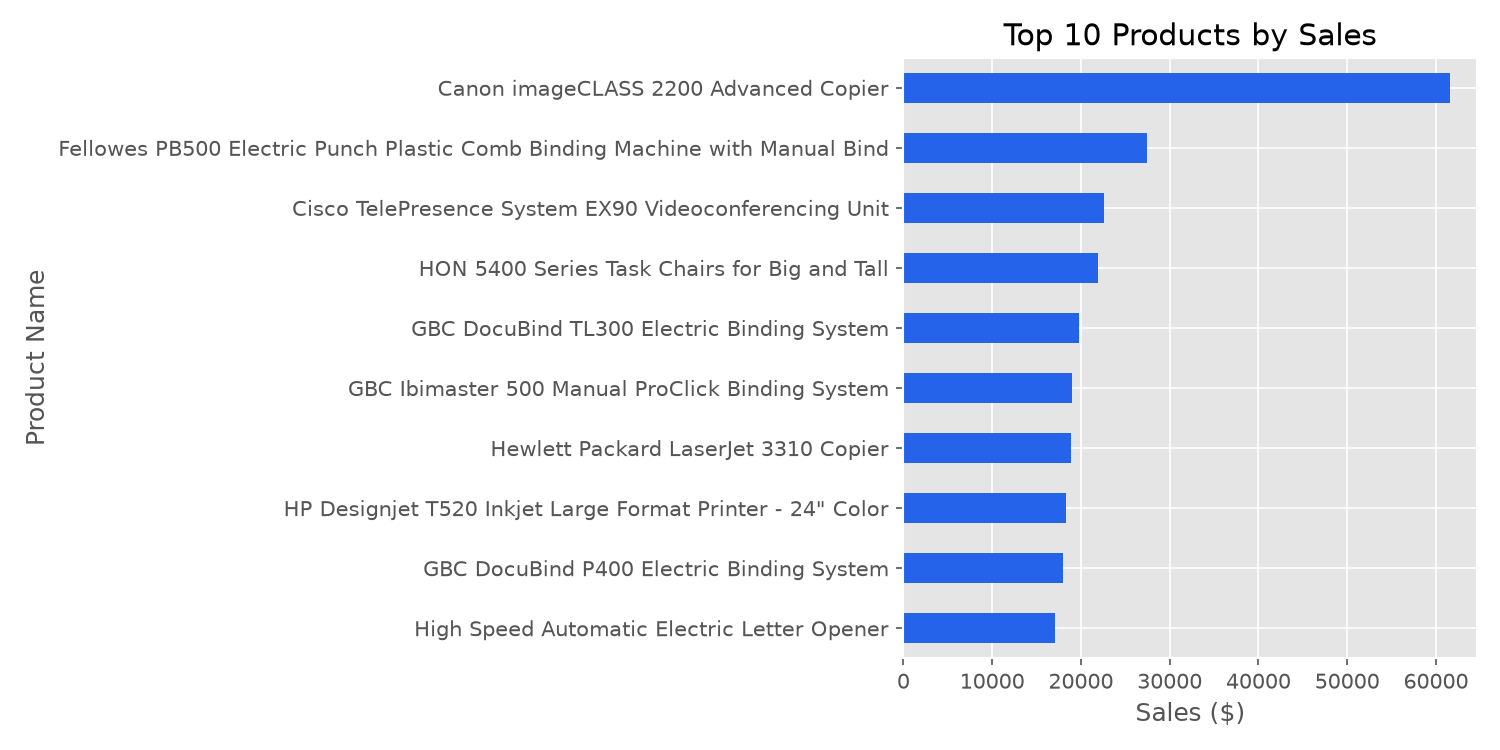 Top 10 Products by Sales
Canon imageCLASS 2200 Advanced Copier
Fellowes PB500 Electric Punch Plastic Comb Binding Machine with Manual Bind
Cisco TelePresence System EX90 Videoconferencing Unit
HON 5400 Series Task Chairs for Big and Tall
GBC DocuBind TL300 Electric Binding System
GBC Ibimaster 500 Manual ProClick Binding System
Hewlett Packard LaserJet 3310 Copier
HP Designjet T520 Inkjet Large Format Printer - 24" Color
GBC DocuBind P400 Electric Binding System
High Speed Automatic Electric Letter Opener
Product Name
0 10000 20000 30000 40000 50000 60000
Sales ($)